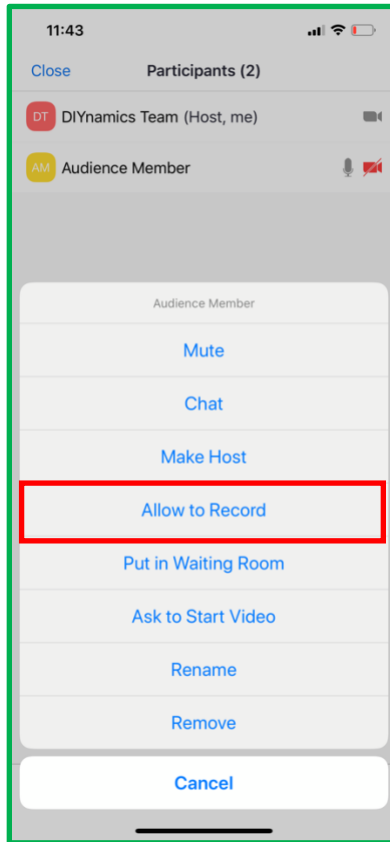 11:43
Close Participants (2)
DT DIYnamics Team (Host, me)
AM Audience Member
Audience Member
Mute
Chat
Make Host
Allow to Record
Put in Waiting Room
Ask to Start Video
Rename
Remove
Cancel